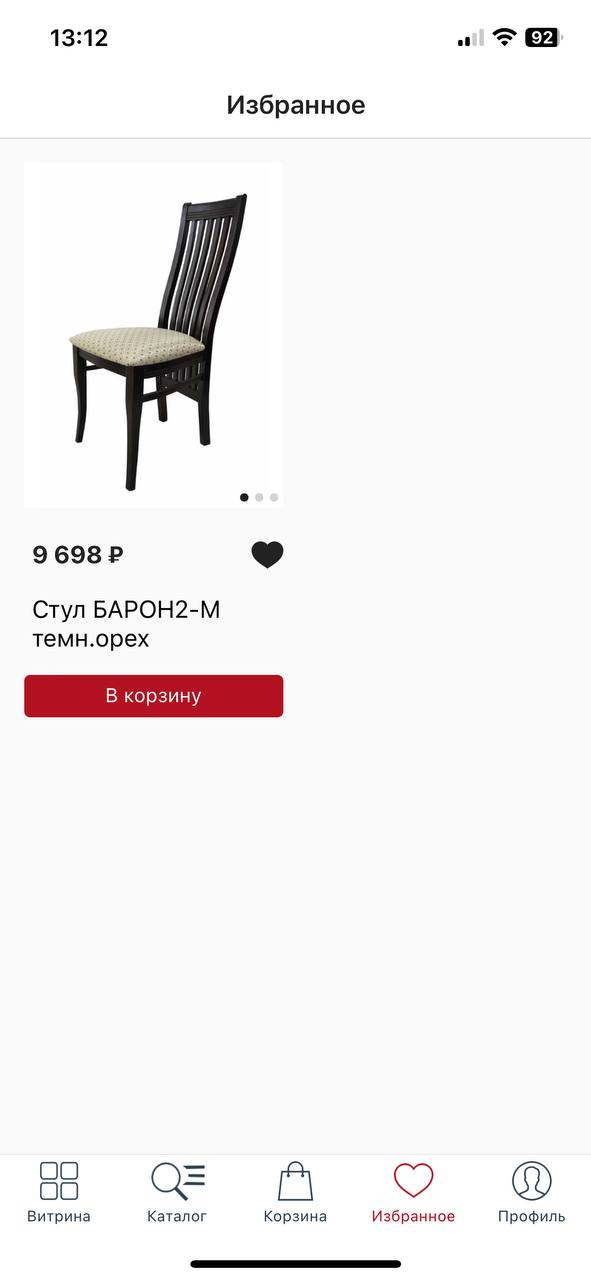 13:12
92
Избранное
9 698 ₽
Стул БАРОН2-М
темн.орех
В корзину
Витрина
Каталог
Корзина
Избранное
Профиль